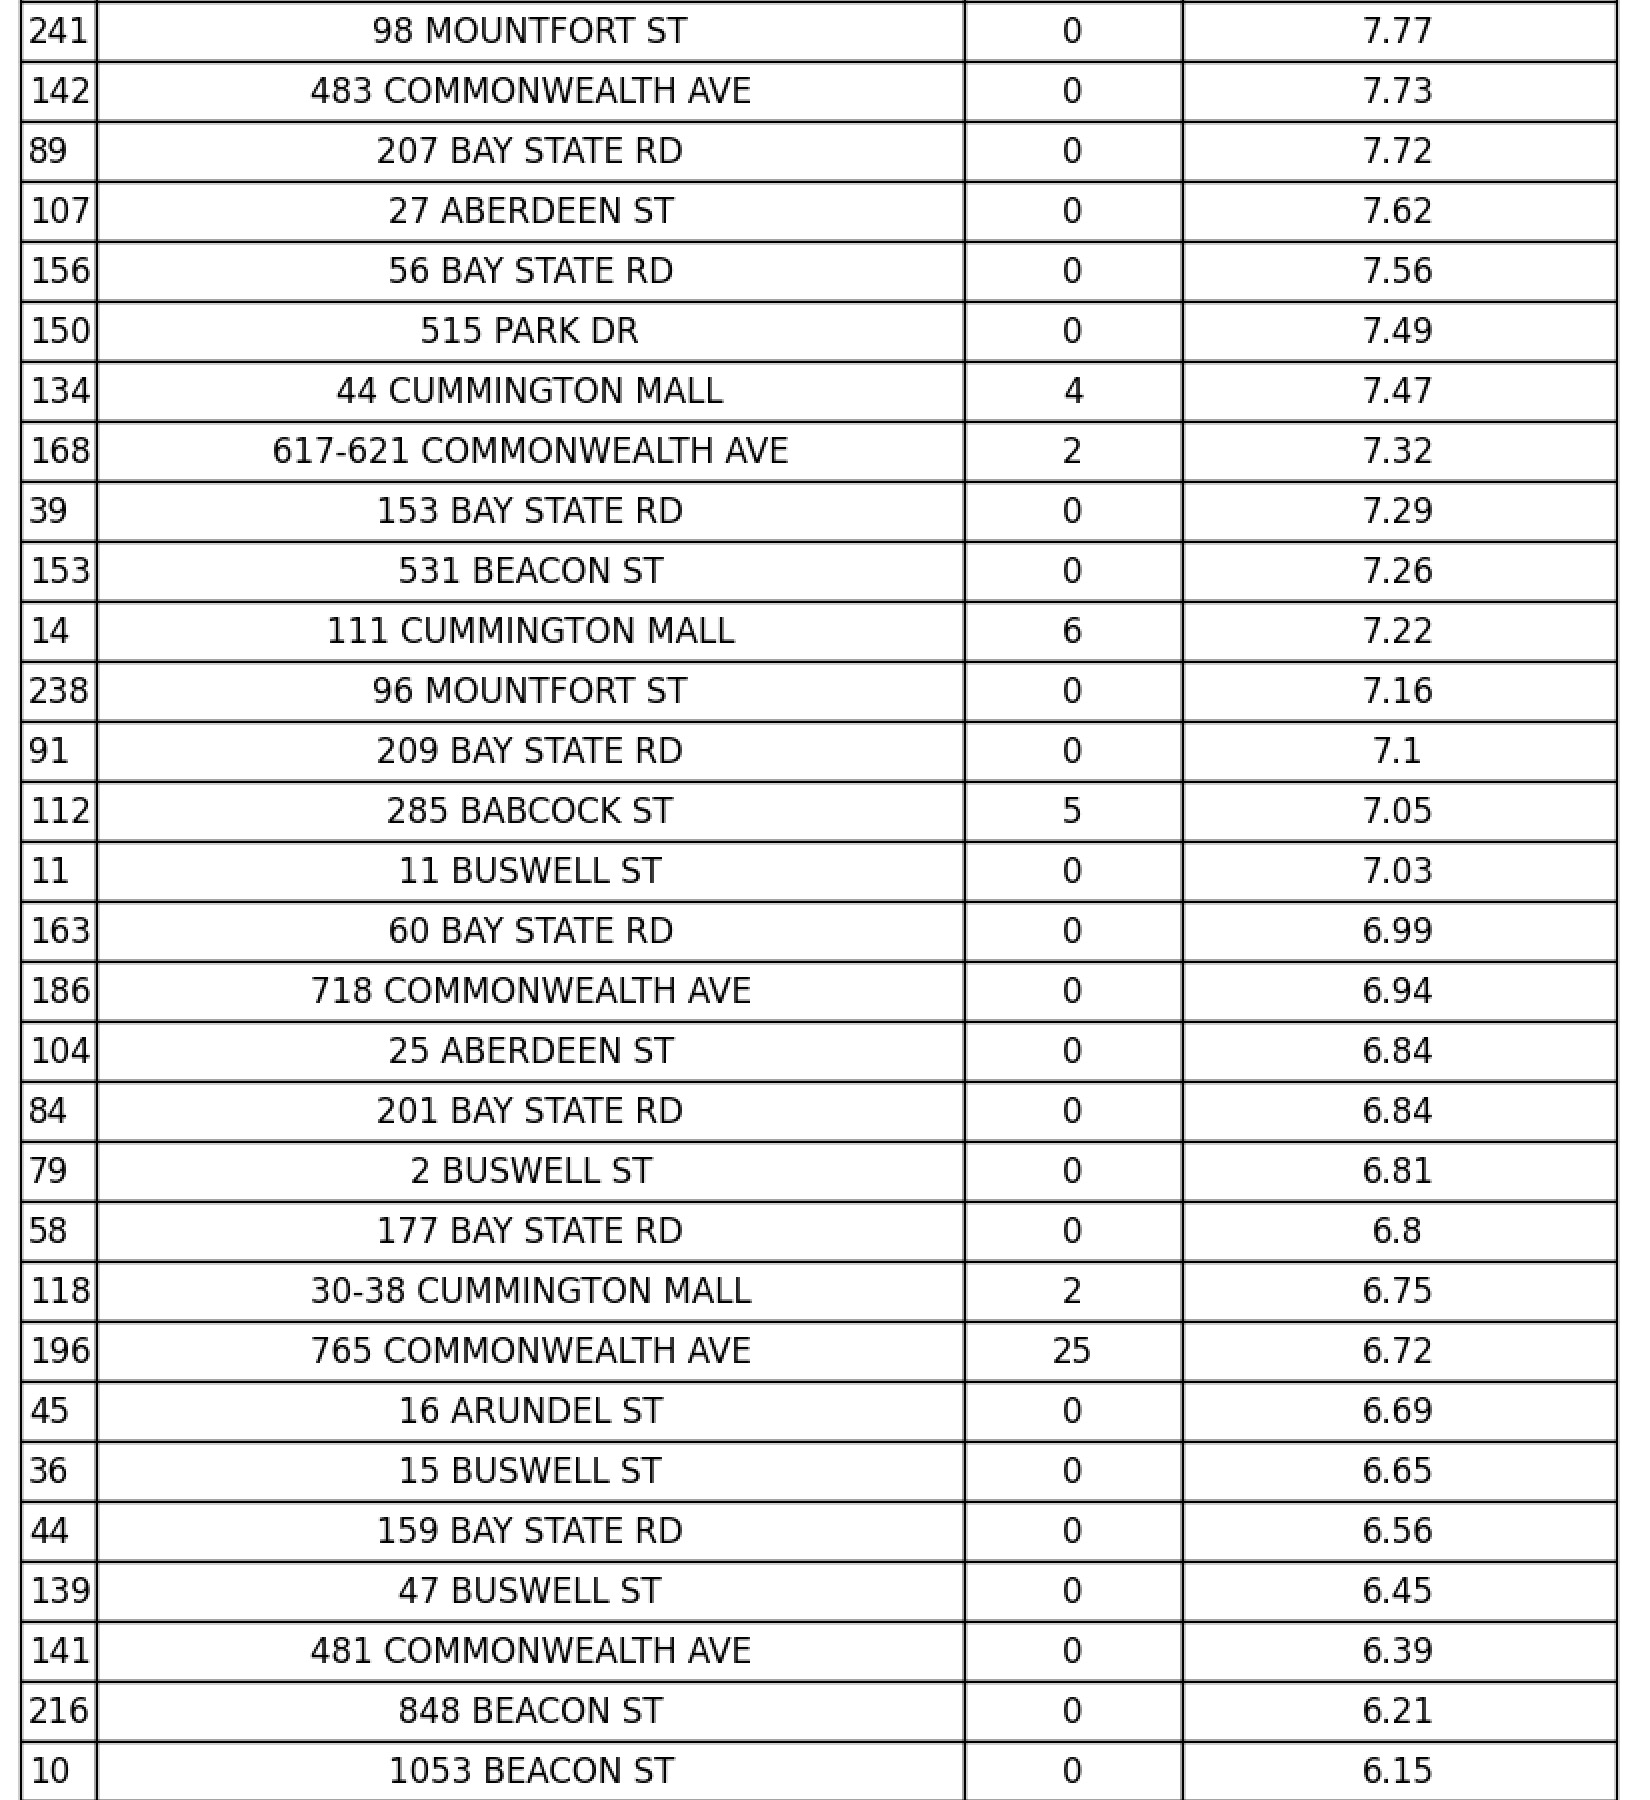 241 98 MOUNTFORT ST 0 7.77
142 483 COMMONWEALTH AVE 0 7.73
89 207 BAY STATE RD 0 7.72
107 27 ABERDEEN ST 0 7.62
156 56 BAY STATE RD 0 7.56
150 515 PARK DR 0 7.49
134 44 CUMMINGTON MALL 4 7.47
168 617-621 COMMONWEALTH AVE 2 7.32
39 153 BAY STATE RD 0 7.29
153 531 BEACON ST 0 7.26
14 111 CUMMINGTON MALL 6 7.22
238 96 MOUNTFORT ST 0 7.16
91 209 BAY STATE RD 0 7.1
112 285 BABCOCK ST 5 7.05
11 11 BUSWELL ST 0 7.03
163 60 BAY STATE RD 0 6.99
186 718 COMMONWEALTH AVE 0 6.94
104 25 ABERDEEN ST 0 6.84
84 201 BAY STATE RD 0 6.84
79 2 BUSWELL ST 0 6.81
58 177 BAY STATE RD 0 6.8
118 30-38 CUMMINGTON MALL 2 6.75
196 765 COMMONWEALTH AVE 25 6.72
45 16 ARUNDEL ST 0 6.69
36 15 BUSWELL ST 0 6.65
44 159 BAY STATE RD 0 6.56
139 47 BUSWELL ST 0 6.45
141 481 COMMONWEALTH AVE 0 6.39
216 848 BEACON ST 0 6.21
10 1053 BEACON ST 0 6.15